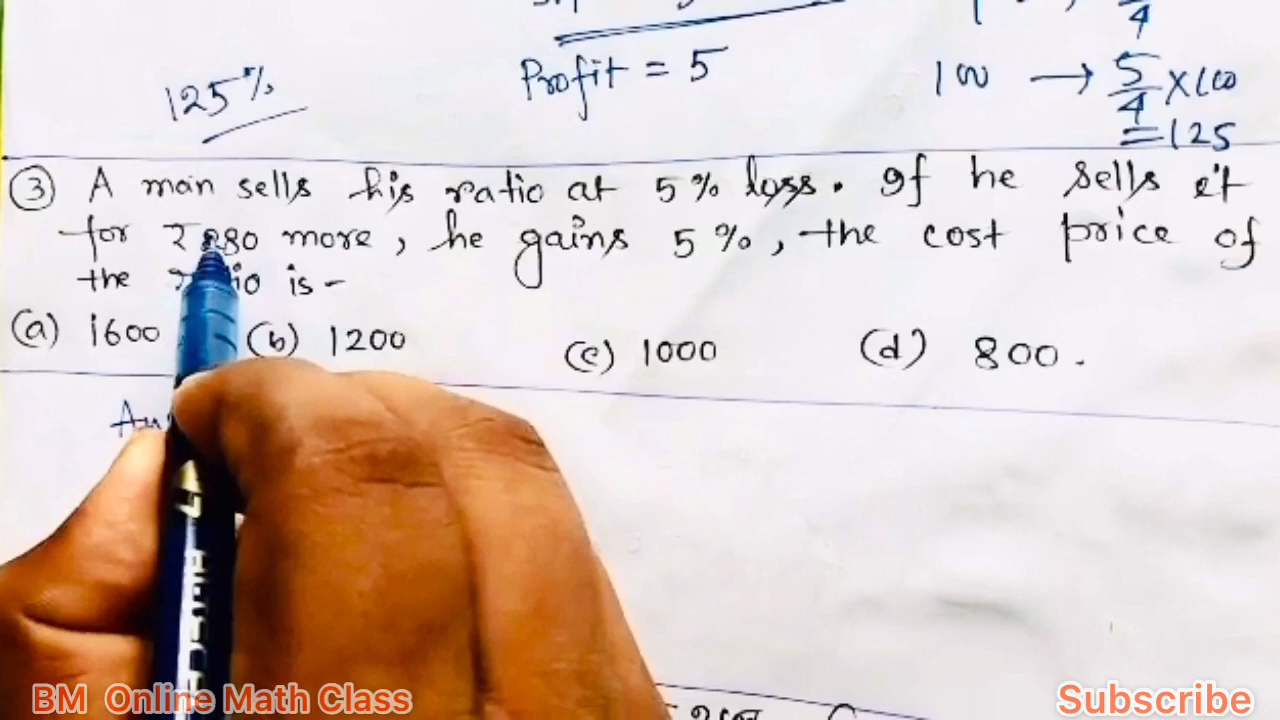 Profit = 5
4
125%
100 → 5/4 × 100
= 125
③ A man sells his ratio at 5% loss. If he sells it
for ₹ 80 more, he gains 5%, the cost price of
the is -
(a) 1600 (b) 1200 (c) 1000 (d) 800.
BM Online Math Class
Subscribe